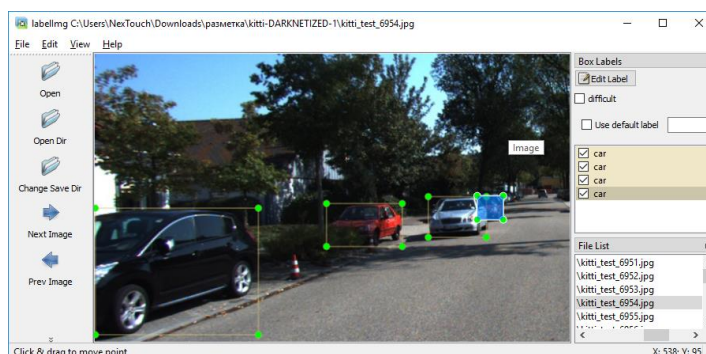 labelImg C:\Users\NexTouch\Downloads\разметка\kitti-DARKNETIZED-1\kitti_test_6954.jpg
File Edit View Help
Open
Open Dir
Change Save Dir
Next Image
Prev Image
Image
Box Labels
Edit Label
difficult
Use default label
car
car
car
car
File List
\kitti_test_6951.jpg
\kitti_test_6952.jpg
\kitti_test_6953.jpg
\kitti_test_6954.jpg
\kitti_test_6955.jpg
Click & drag to move point
X: 538; Y: 95